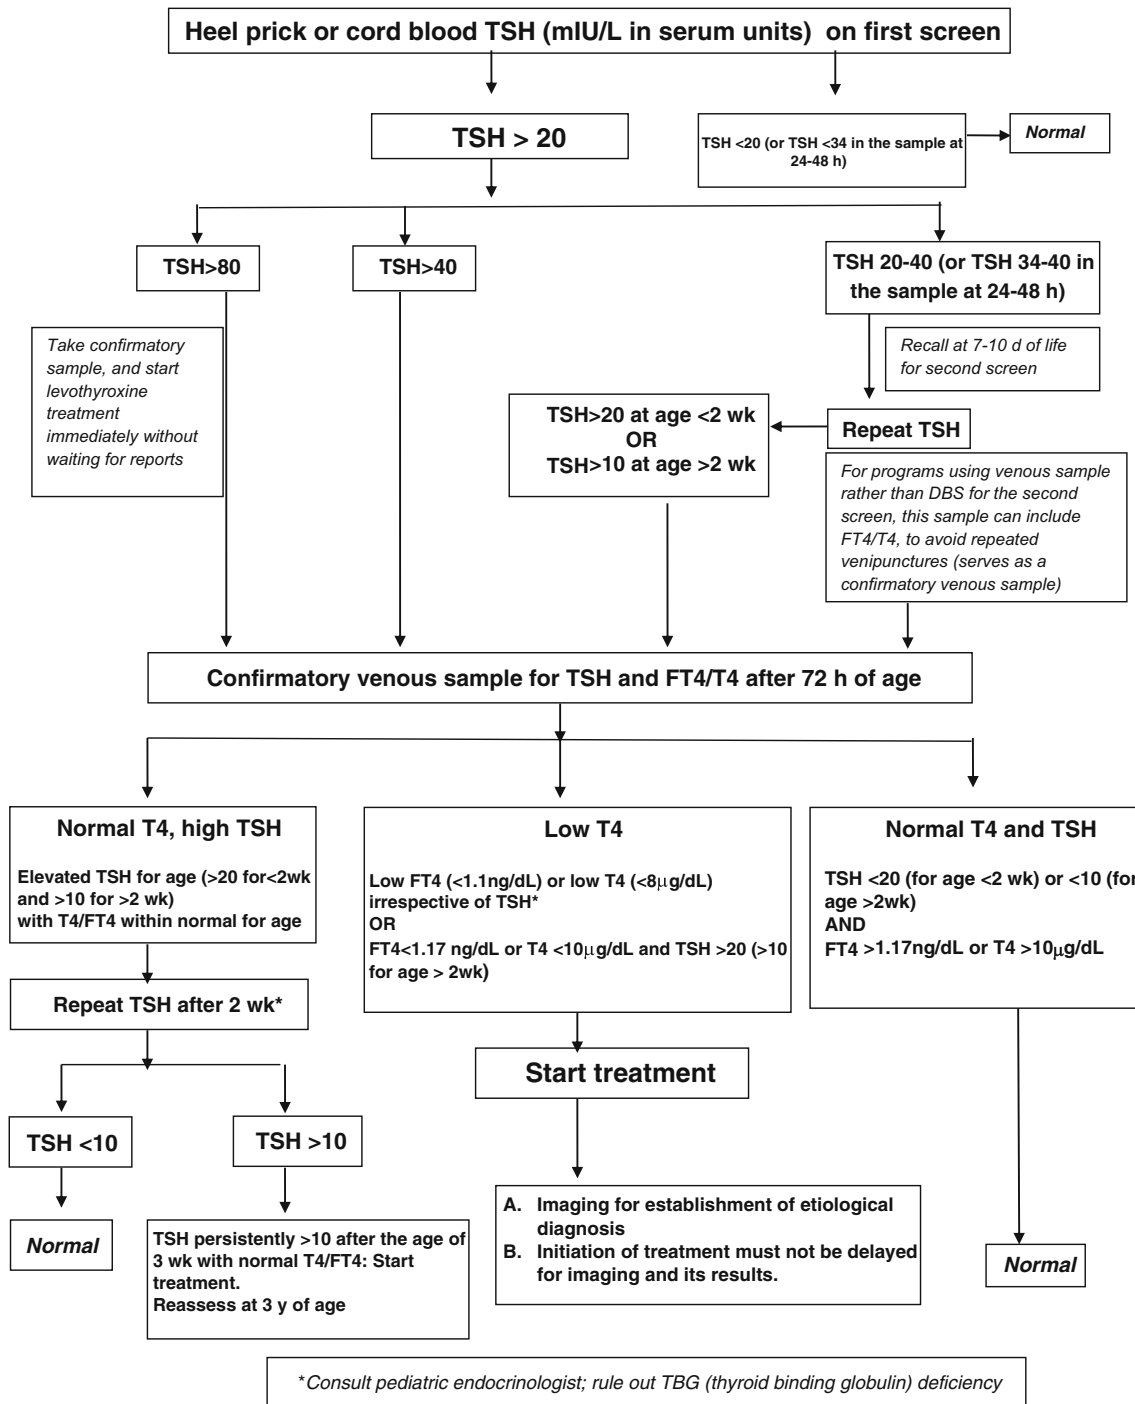 Heel prick or cord blood TSH (mIU/L in serum units)  on first screen
TSH > 20
TSH <20 (or TSH <34 in the sample at
24-48 h)
Normal
TSH>80
TSH>40
TSH 20-40 (or TSH 34-40 in
the sample at 24-48 h)
Take confirmatory
sample, and start
levothyroxine
treatment
immediately without
waiting for reports
Recall at 7-10 d of life
for second screen
TSH>20 at age <2 wk
OR
TSH>10 at age >2 wk
Repeat TSH
For programs using venous sample
rather than DBS for the second
screen, this sample can include
FT4/T4, to avoid repeated
venipunctures (serves as a
confirmatory venous sample)
Confirmatory venous sample for TSH and FT4/T4 after 72 h of age
Normal T4, high TSH
Elevated TSH for age (>20 for<2wk
and >10 for >2 wk)
with T4/FT4 within normal for age
Low T4
Low FT4 (<1.1ng/dL) or low T4 (<8μg/dL)
irrespective of TSH*
OR
FT4<1.17 ng/dL or T4 <10μg/dL and TSH >20 (>10
for age > 2wk)
Normal T4 and TSH
TSH <20 (for age <2 wk) or <10 (for
age >2wk)
AND
FT4 >1.17ng/dL or T4 >10μg/dL
Repeat TSH after 2 wk*
Start treatment
TSH <10
TSH >10
Normal
TSH persistently >10 after the age of
3 wk with normal T4/FT4: Start
treatment.
Reassess at 3 y of age
A. Imaging for establishment of etiological
diagnosis
B. Initiation of treatment must not be delayed
for imaging and its results.
Normal
*Consult pediatric endocrinologist; rule out TBG (thyroid binding globulin) deficiency